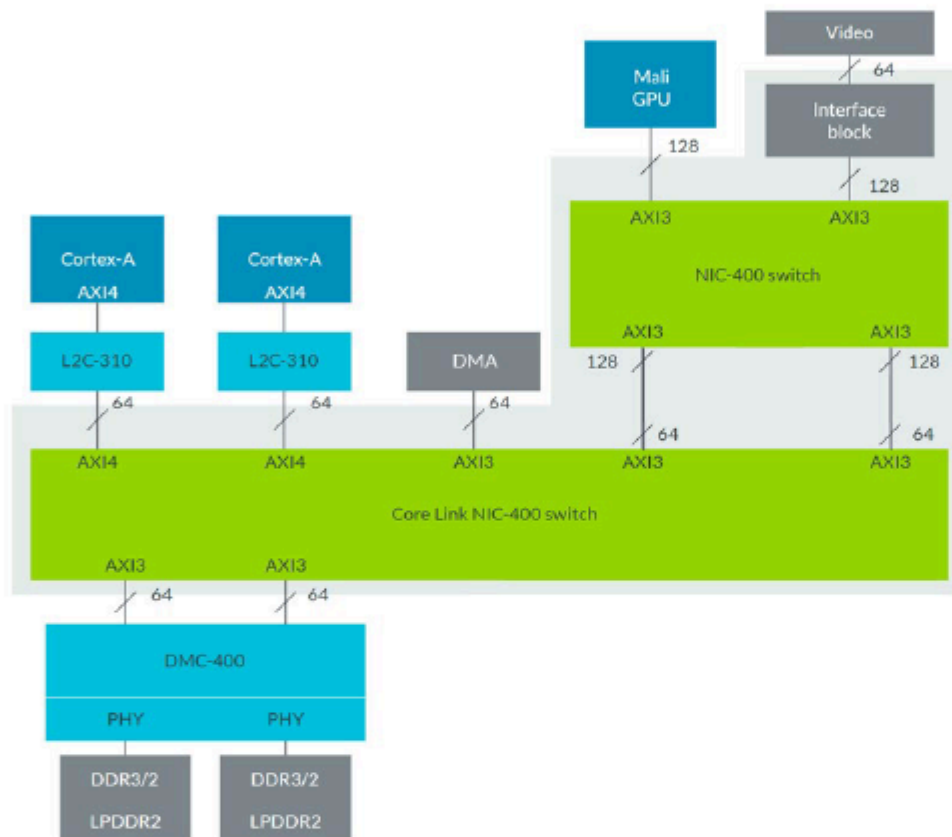 Video
64
Mali
GPU
Interface
block
128
128
AXI3 AXI3
Cortex-A Cortex-A
AXI4 AXI4
NIC-400 switch
AXI3 AXI3
L2C-310 L2C-310 DMA
128 128
64 64 64 64 64
AXI4 AXI4 AXI3 AXI3 AXI3
Core Link NIC-400 switch
AXI3 AXI3
64 64
DMC-400
PHY PHY
DDR3/2 DDR3/2
LPDDR2 LPDDR2